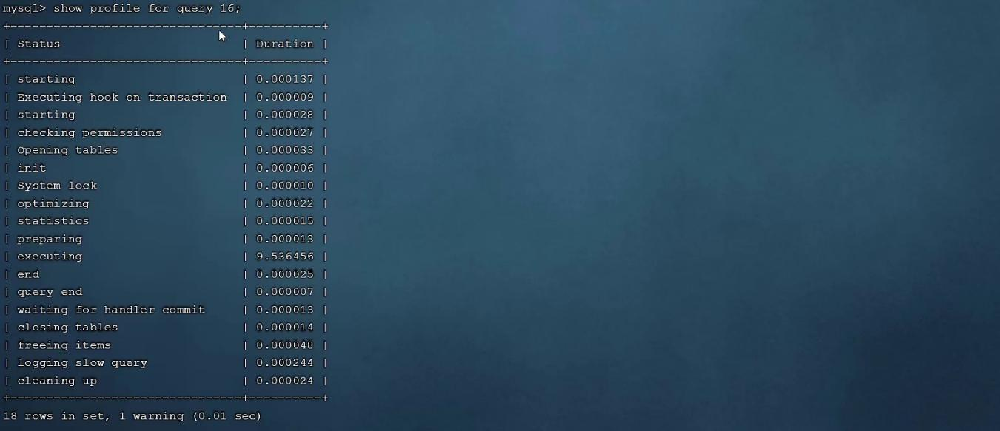 mysql> show profile for query 16;
+--------------------------------+----------+
| Status                         | Duration |
+--------------------------------+----------+
| starting                       | 0.000137 |
| Executing hook on transaction  | 0.000009 |
| starting                       | 0.000028 |
| checking permissions           | 0.000027 |
| Opening tables                 | 0.000033 |
| init                           | 0.000006 |
| System lock                    | 0.000010 |
| optimizing                     | 0.000022 |
| statistics                     | 0.000015 |
| preparing                      | 0.000013 |
| executing                      | 9.536456 |
| end                            | 0.000025 |
| query end                      | 0.000007 |
| waiting for handler commit     | 0.000013 |
| closing tables                 | 0.000014 |
| freeing items                  | 0.000048 |
| logging slow query             | 0.000244 |
| cleaning up                    | 0.000024 |
+--------------------------------+----------+
18 rows in set, 1 warning (0.01 sec)